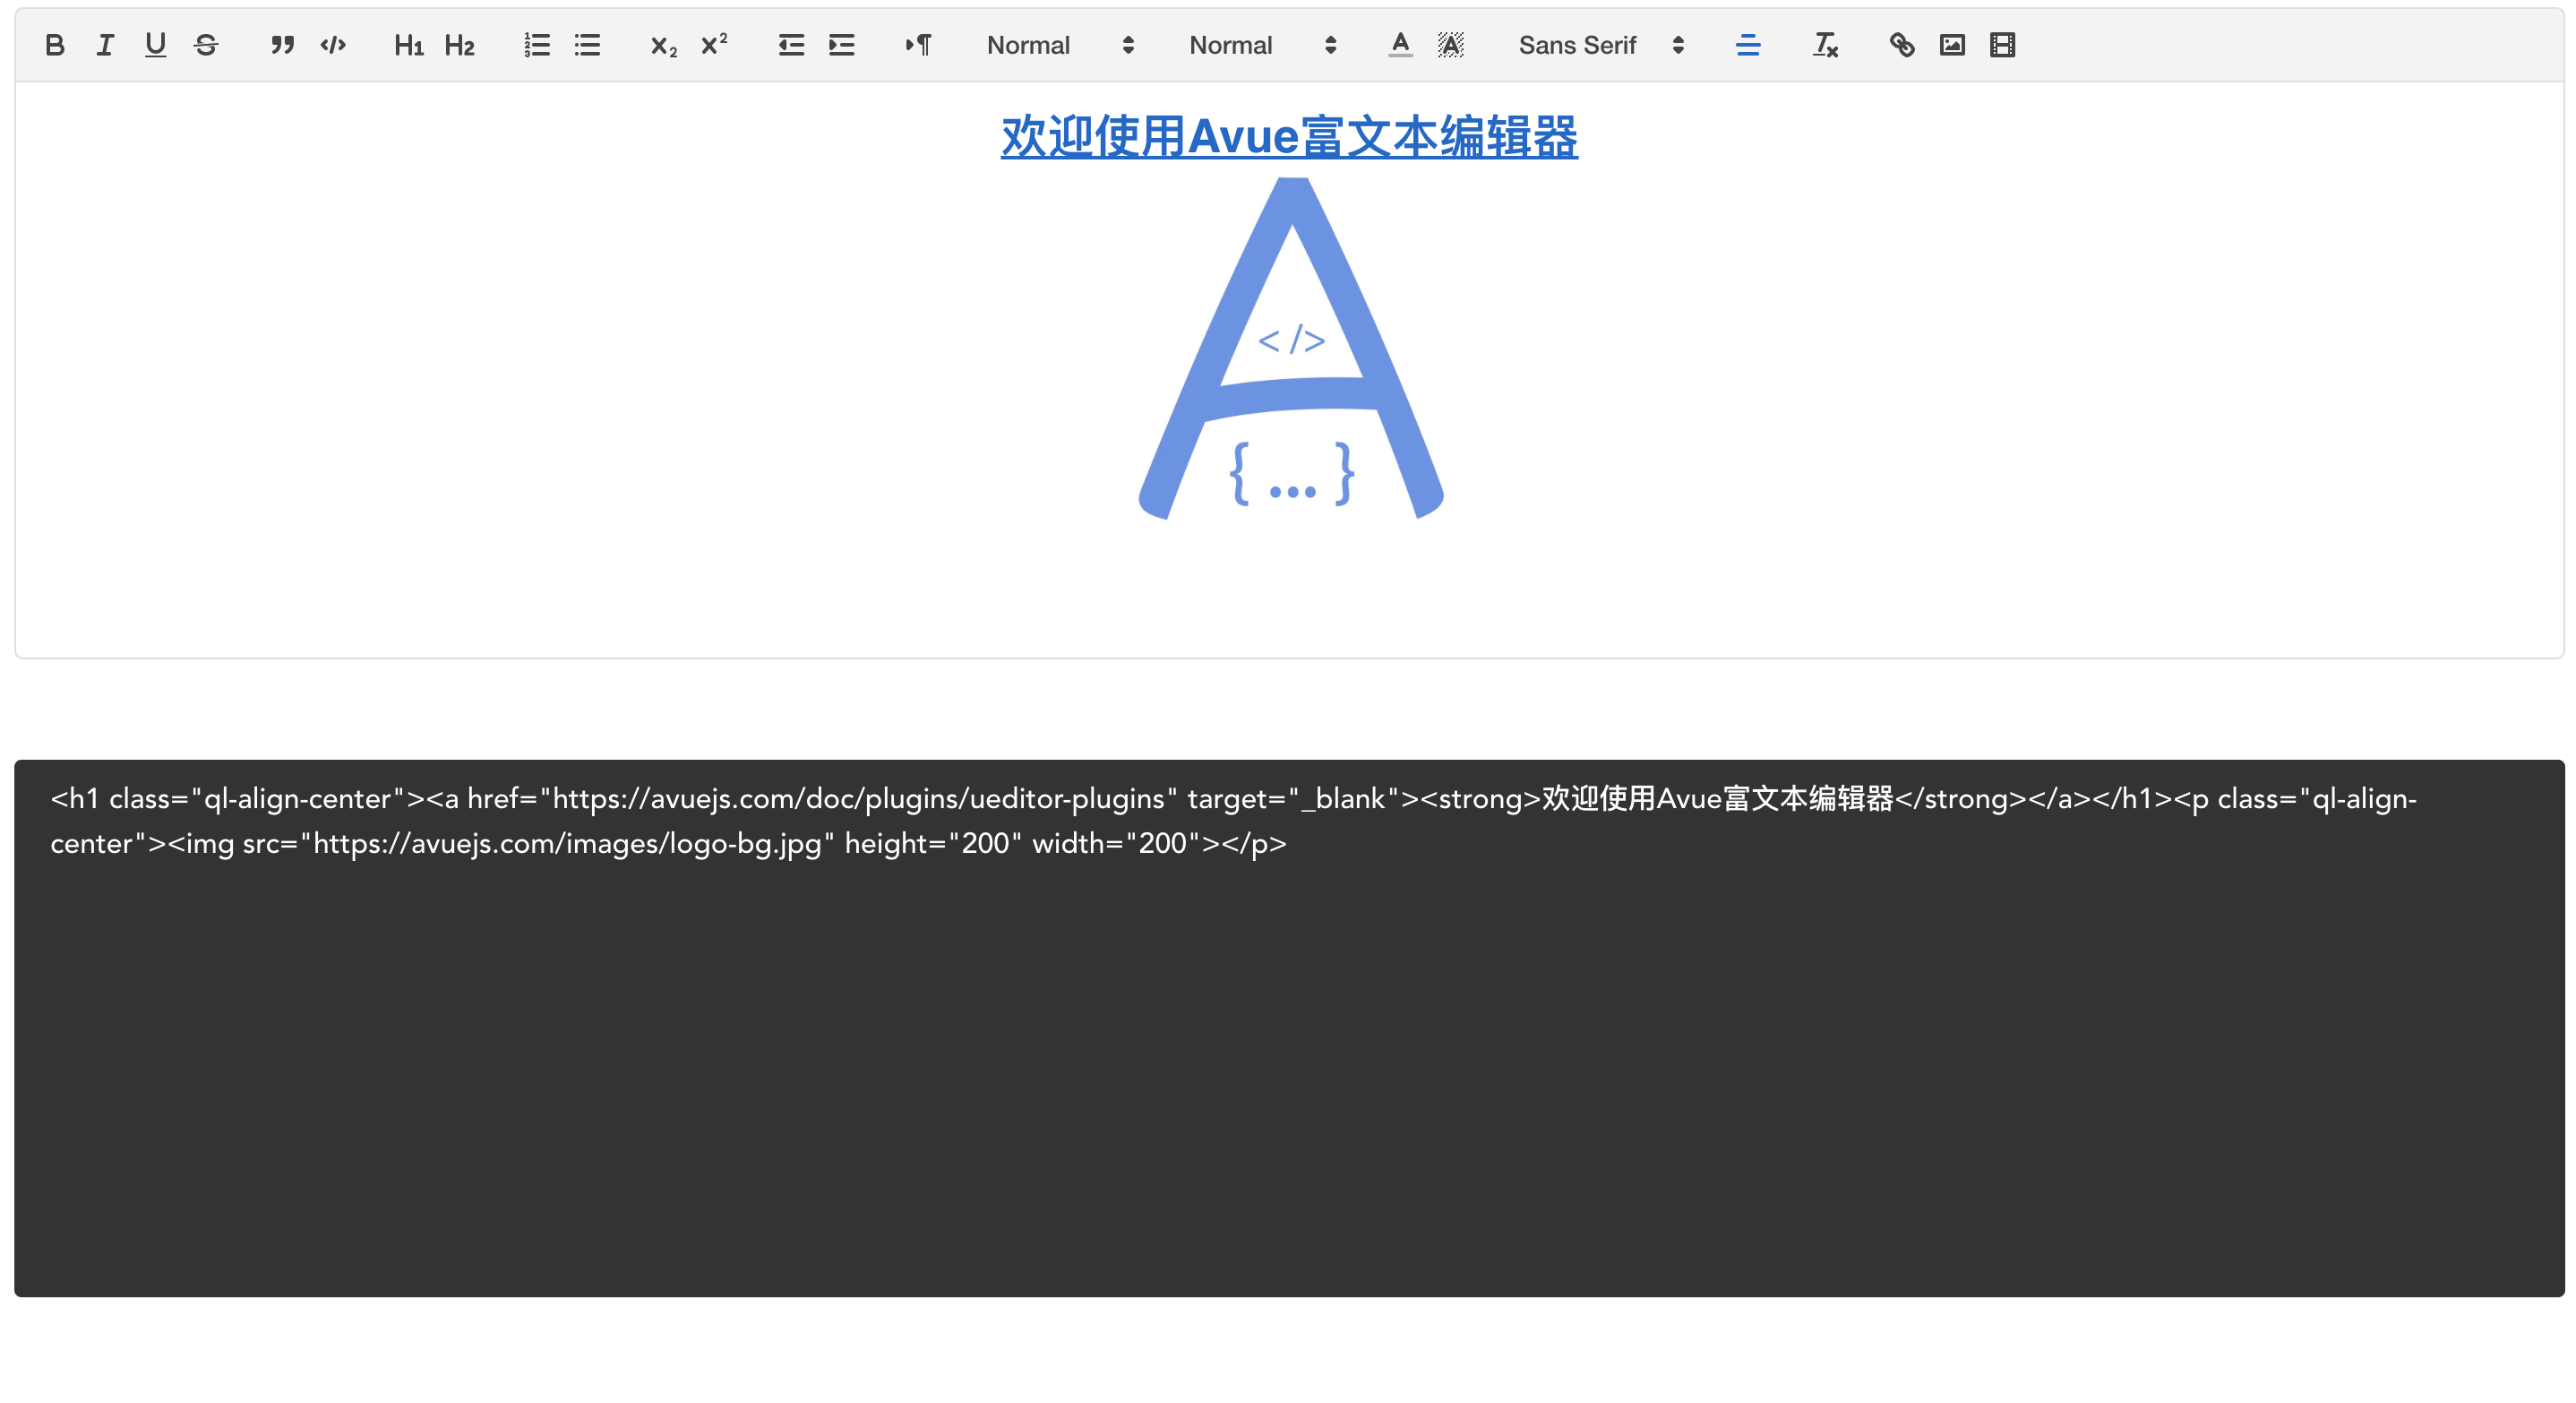 B I U S H1 H2 x₂ x² Normal Normal A A Sans Serif Tx
欢迎使用Avue富文本编辑器
A
< />
{ ... }
<h1 class="ql-align-center"><a href="https://avuejs.com/doc/plugins/ueditor-plugins" target="_blank"><strong>欢迎使用Avue富文本编辑器</strong></a></h1><p class="ql-align-
center"><img src="https://avuejs.com/images/logo-bg.jpg" height="200" width="200"></p>